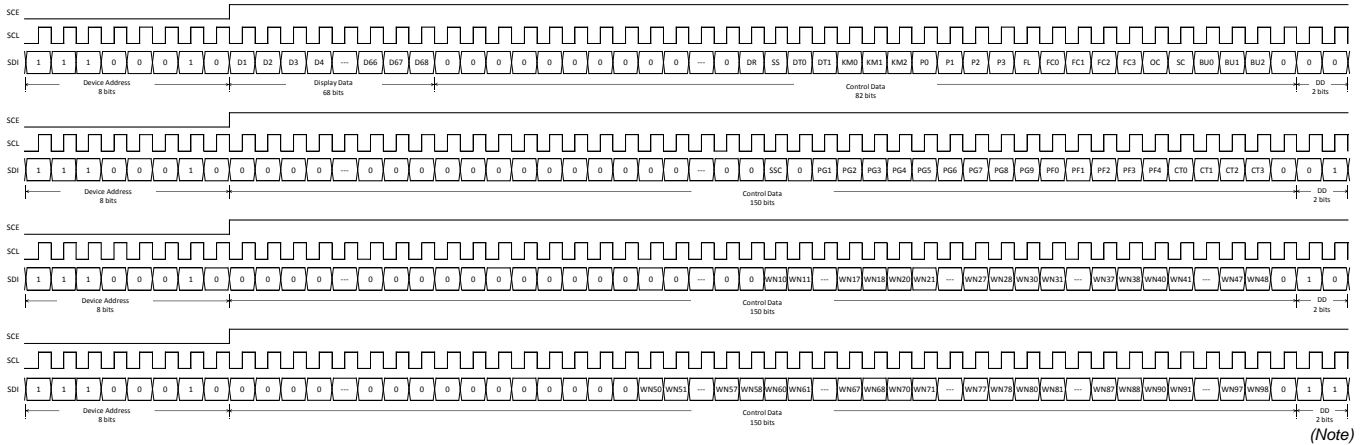 SCE
SCL
SDI 1 1 1 0 0 0 1 0 D1 D2 D3 D4 --- D66 D67 D68 0 0 0 0 0 0 0 0 0 0 --- 0 DR SS DT0 DT1 KM0 KM1 KM2 P0 P1 P2 P3 FL FC0 FC1 FC2 FC3 OC SC BU0 BU1 BU2 0 0 0
Device Address Display Data Control Data DD
8 bits 68 bits 82 bits 2 bits
SCE
SCL
SDI 1 1 1 0 0 0 1 0 0 0 0 0 --- 0 0 0 0 0 0 0 0 0 0 0 0 0 --- 0 0 SSC 0 PG1 PG2 PG3 PG4 PG5 PG6 PG7 PG8 PG9 PF0 PF1 PF2 PF3 PF4 CT0 CT1 CT2 CT3 0 0 1
Device Address Control Data DD
8 bits 150 bits 2 bits
SCE
SCL
SDI 1 1 1 0 0 0 1 0 0 0 0 0 --- 0 0 0 0 0 0 0 0 0 0 0 0 0 --- 0 0 WN10 WN11 --- WN17 WN18 WN20 WN21 --- WN27 WN28 WN30 WN31 --- WN37 WN38 WN40 WN41 --- WN47 WN48 0 1 0
Device Address Control Data DD
8 bits 150 bits 2 bits
SCE
SCL
SDI 1 1 1 0 0 0 1 0 0 0 0 0 --- 0 0 0 0 0 0 0 0 0 0 0 WN50 WN51 --- WN57 WN58 WN60 WN61 --- WN67 WN68 WN70 WN71 --- WN77 WN78 WN80 WN81 --- WN87 WN88 WN90 WN91 --- WN97 WN98 0 1 1
Device Address Control Data DD
8 bits 150 bits 2 bits
(Note)